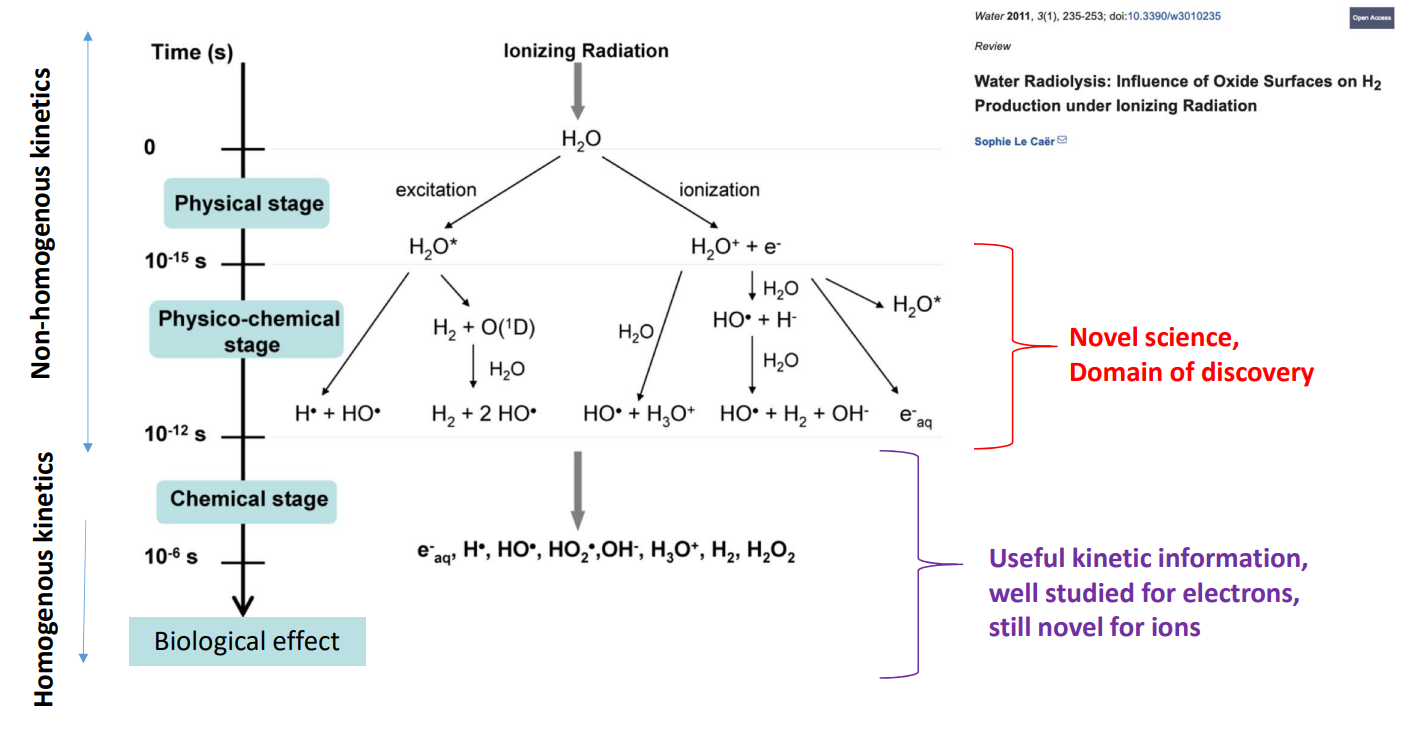 Water 2011, 3(1), 235-253; doi:10.3390/w3010235
Open Access
Review
Water Radiolysis: Influence of Oxide Surfaces on H₂
Production under Ionizing Radiation
Sophie Le Caër
Non-homogenous kinetics
Homogenous kinetics
Time (s)
Ionizing Radiation
0
H₂O
Physical stage
excitation
ionization
10⁻¹⁵ s
H₂O*
H₂O⁺ + e⁻
Physico-chemical
stage
H₂ + O(¹D)
H₂O
H₂O
H₂O
HO• + H⁻
H₂O
H₂O*
H• + HO•
H₂ + 2 HO•
HO• + H₃O⁺
HO• + H₂ + OH⁻
e⁻aq
10⁻¹² s
Novel science,
Domain of discovery
Chemical stage
10⁻⁶ s
e⁻aq, H•, HO•, HO₂•,OH⁻, H₃O⁺, H₂, H₂O₂
Biological effect
Useful kinetic information,
well studied for electrons,
still novel for ions